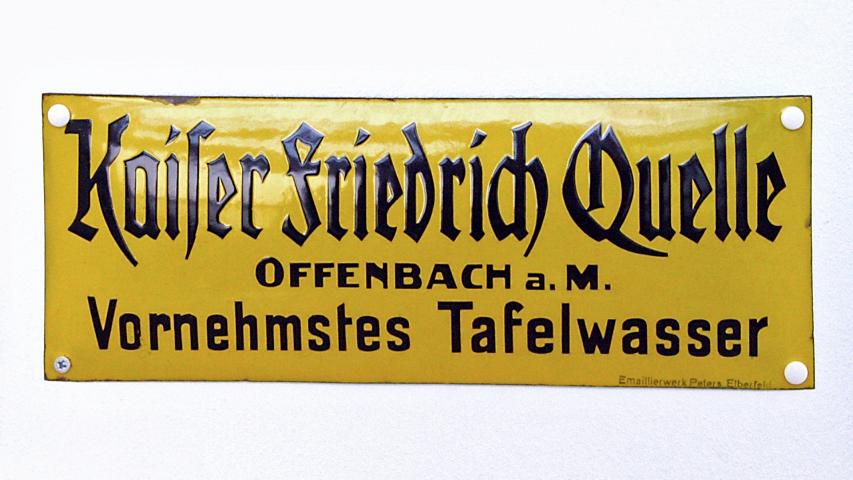 Kaiſer Friedrich Quelle
OFFENBACH a. M.
Vornehmstes Tafelwasser
Emaillierwerk Peters Elberfeld